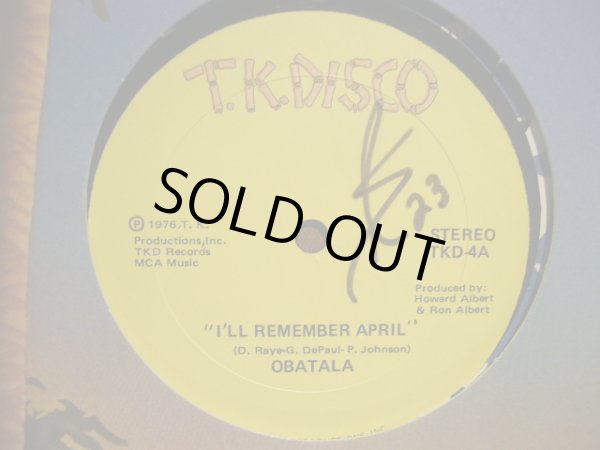 T.K.DISCO
23
SOLD OUT
℗ 1976,T. K.
Productions,Inc.
TKD Records
MCA Music
STEREO
TKD-4A
Produced by:
Howard Albert
& Ron Albert
"I'LL REMEMBER APRIL"
(D. Raye-G. DePaul-P. Johnson)
OBATALA